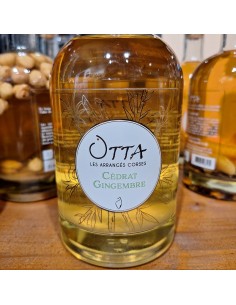 OTTA
LES ARRANGÉS CORSES
CÉDRAT
GINGEMBRE